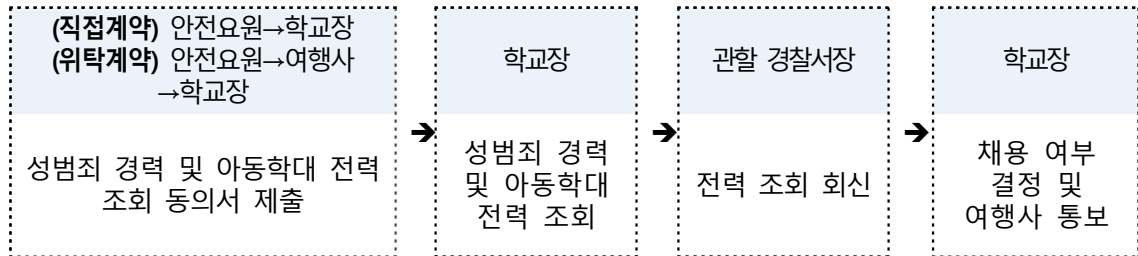 (직접계약) 안전요원→학교장
(위탁계약) 안전요원→여행사
→학교장
성범죄 경력 및 아동학대 전력
조회 동의서 제출
➔
학교장
성범죄 경력
및 아동학대
전력 조회
➔
관할 경찰서장
전력 조회 회신
➔
학교장
채용 여부
결정 및
여행사 통보